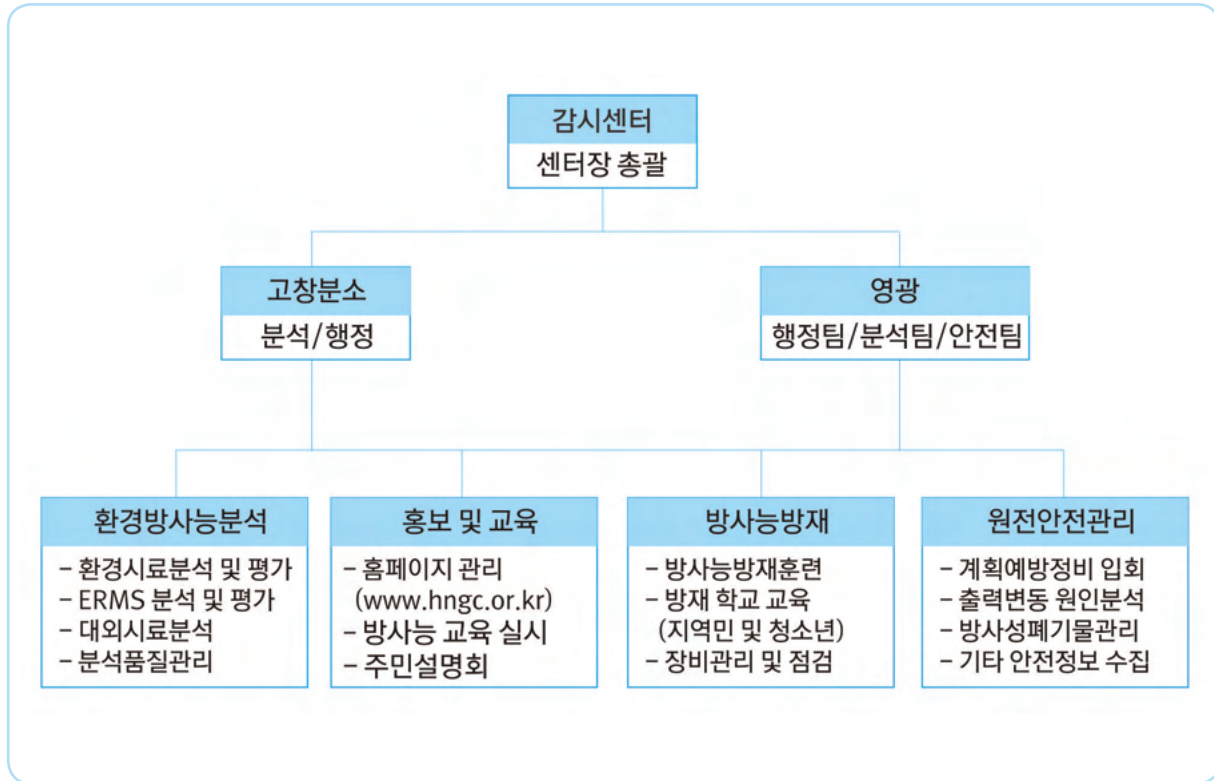 감시센터
센터장 총괄
고창분소
분석/행정
영광
행정팀/분석팀/안전팀
환경방사능분석
– 환경시료분석 및 평가
– ERMS 분석 및 평가
– 대외시료분석
– 분석품질관리
홍보 및 교육
– 홈페이지 관리
(www.hngc.or.kr)
– 방사능 교육 실시
– 주민설명회
방사능방재
– 방사능방재훈련
– 방재 학교 교육
(지역민 및 청소년)
– 장비관리 및 점검
원전안전관리
– 계획예방정비 입회
– 출력변동 원인분석
– 방사성폐기물관리
– 기타 안전정보 수집